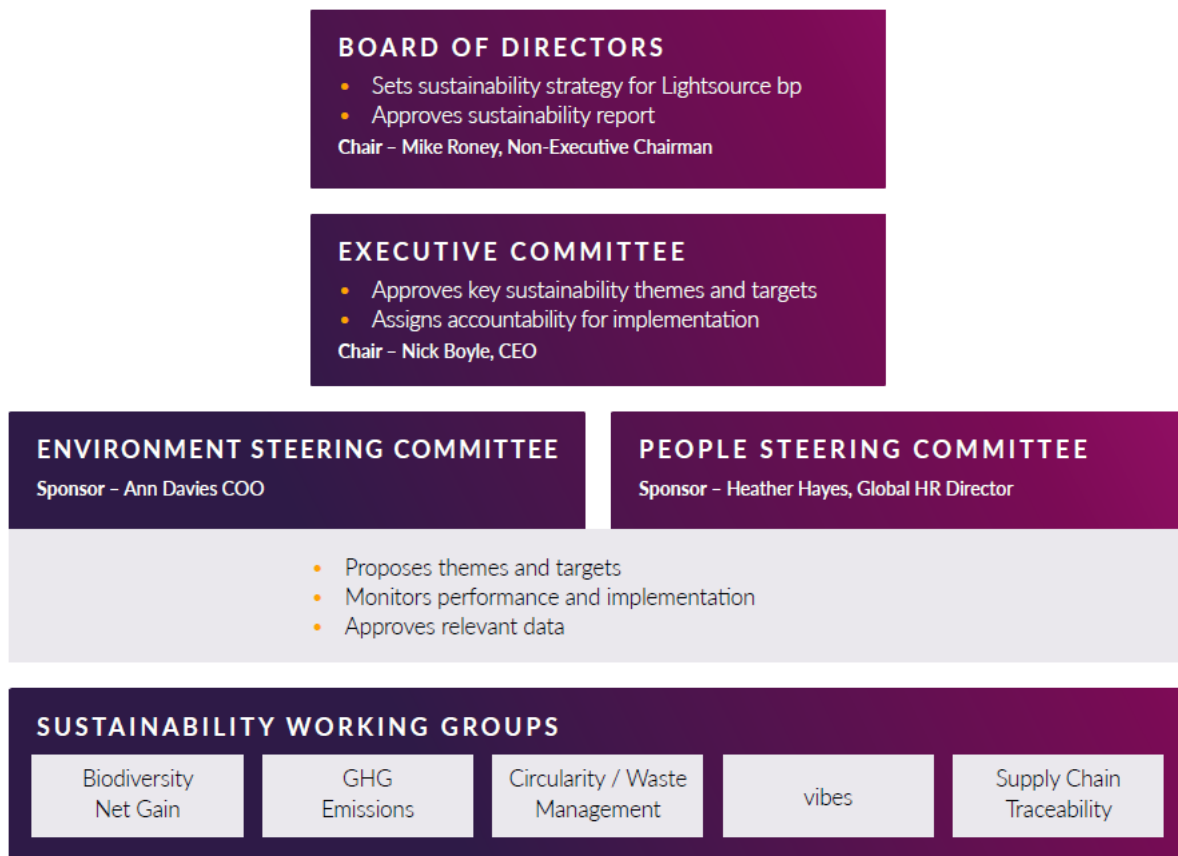 BOARD OF DIRECTORS
• Sets sustainability strategy for Lightsource bp
• Approves sustainability report
Chair – Mike Roney, Non-Executive Chairman
EXECUTIVE COMMITTEE
• Approves key sustainability themes and targets
• Assigns accountability for implementation
Chair – Nick Boyle, CEO
ENVIRONMENT STEERING COMMITTEE
Sponsor – Ann Davies COO
PEOPLE STEERING COMMITTEE
Sponsor – Heather Hayes, Global HR Director
• Proposes themes and targets
• Monitors performance and implementation
• Approves relevant data
SUSTAINABILITY WORKING GROUPS
Biodiversity
Net Gain
GHG
Emissions
Circularity / Waste
Management
vibes
Supply Chain
Traceability